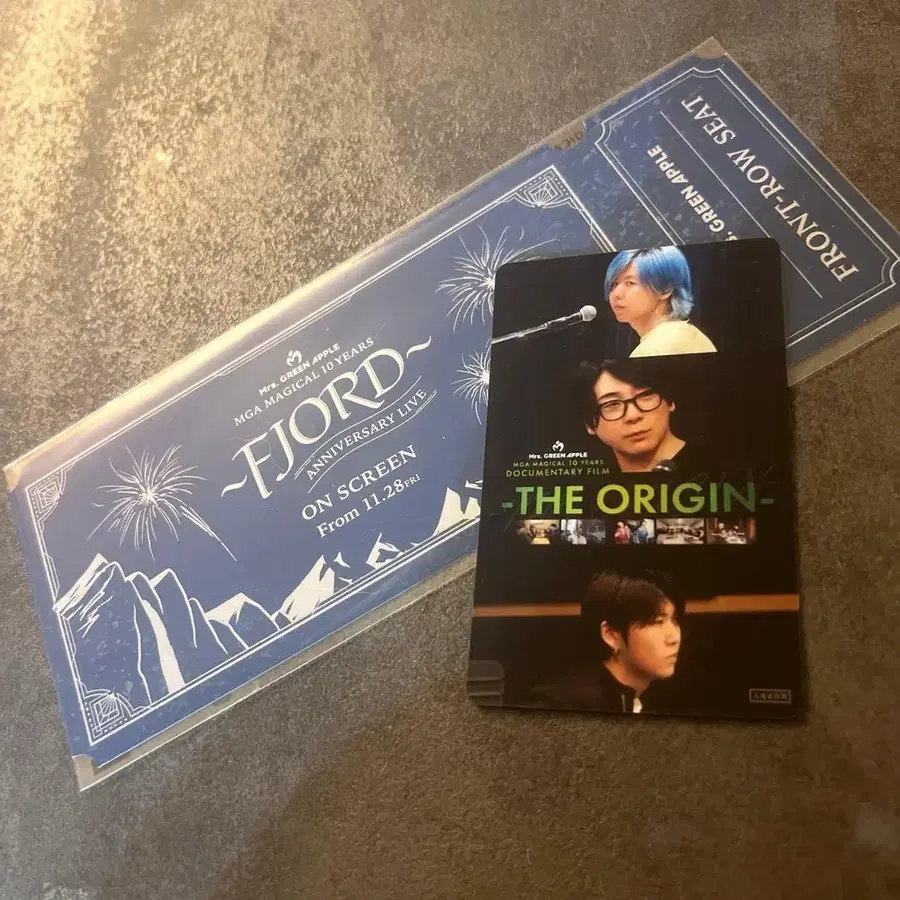 Mrs. GREEN APPLE
MGA MAGICAL 10 YEARS
~FJORD~
ANNIVERSARY LIVE
ON SCREEN
From 11.28 FRI
FRONT-ROW SEAT
S. GREEN APPLE
Mrs. GREEN APPLE
MGA MAGICAL 10 YEARS
DOCUMENTARY FILM
-THE ORIGIN-